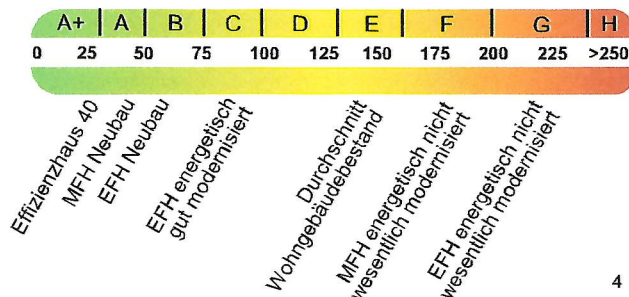 A+ A B C D E F G H
0 25 50 75 100 125 150 175 200 225 >250
Effizienzhaus 40
MFH Neubau
EFH Neubau
EFH energetisch
gut modernisiert
Durchschnitt
Wohngebäudebestand
MFH energetisch nicht
wesentlich modernisiert
EFH energetisch nicht
wesentlich modernisiert
4